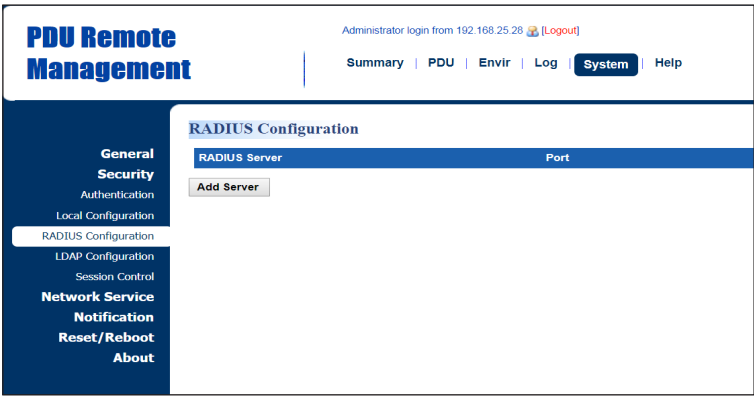 PDU Remote Management
Administrator login from 192.168.25.28 [Logout]
Summary | PDU | Envir | Log | System | Help
General
Security
Authentication
Local Configuration
RADIUS Configuration
LDAP Configuration
Session Control
Network Service
Notification
Reset/Reboot
About
RADIUS Configuration
RADIUS Server Port
Add Server